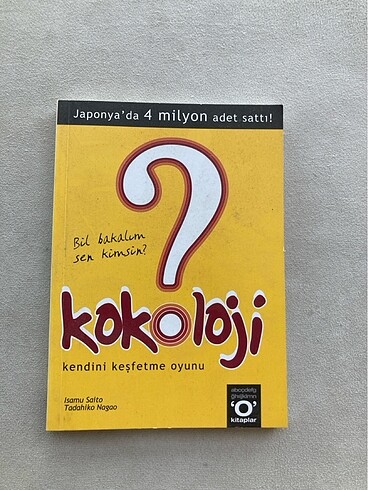 Japonya'da 4 milyon adet sattı!
?
Bil bakalım
sen kimsin?
kokoloji
kendini keşfetme oyunu
Isamu Saito
Tadahiko Nagao
'O'
kitaplar